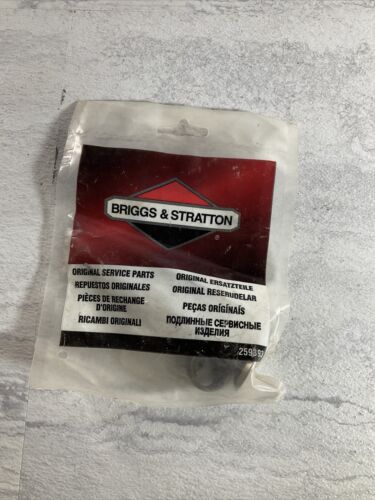 BRIGGS & STRATTON
®
ORIGINAL SERVICE PARTS
REPUESTOS ORIGINALES
PIÈCES DE RECHANGE
D'ORIGINE
RICAMBI ORIGINALI
ORIGINAL ERSATZTEILE
ORIGINAL RESERUDELAR
PEÇAS ORIGINAIS
ПОДЛИННЫЕ СЕРВИСНЫЕ
ИЗДЕЛИЯ